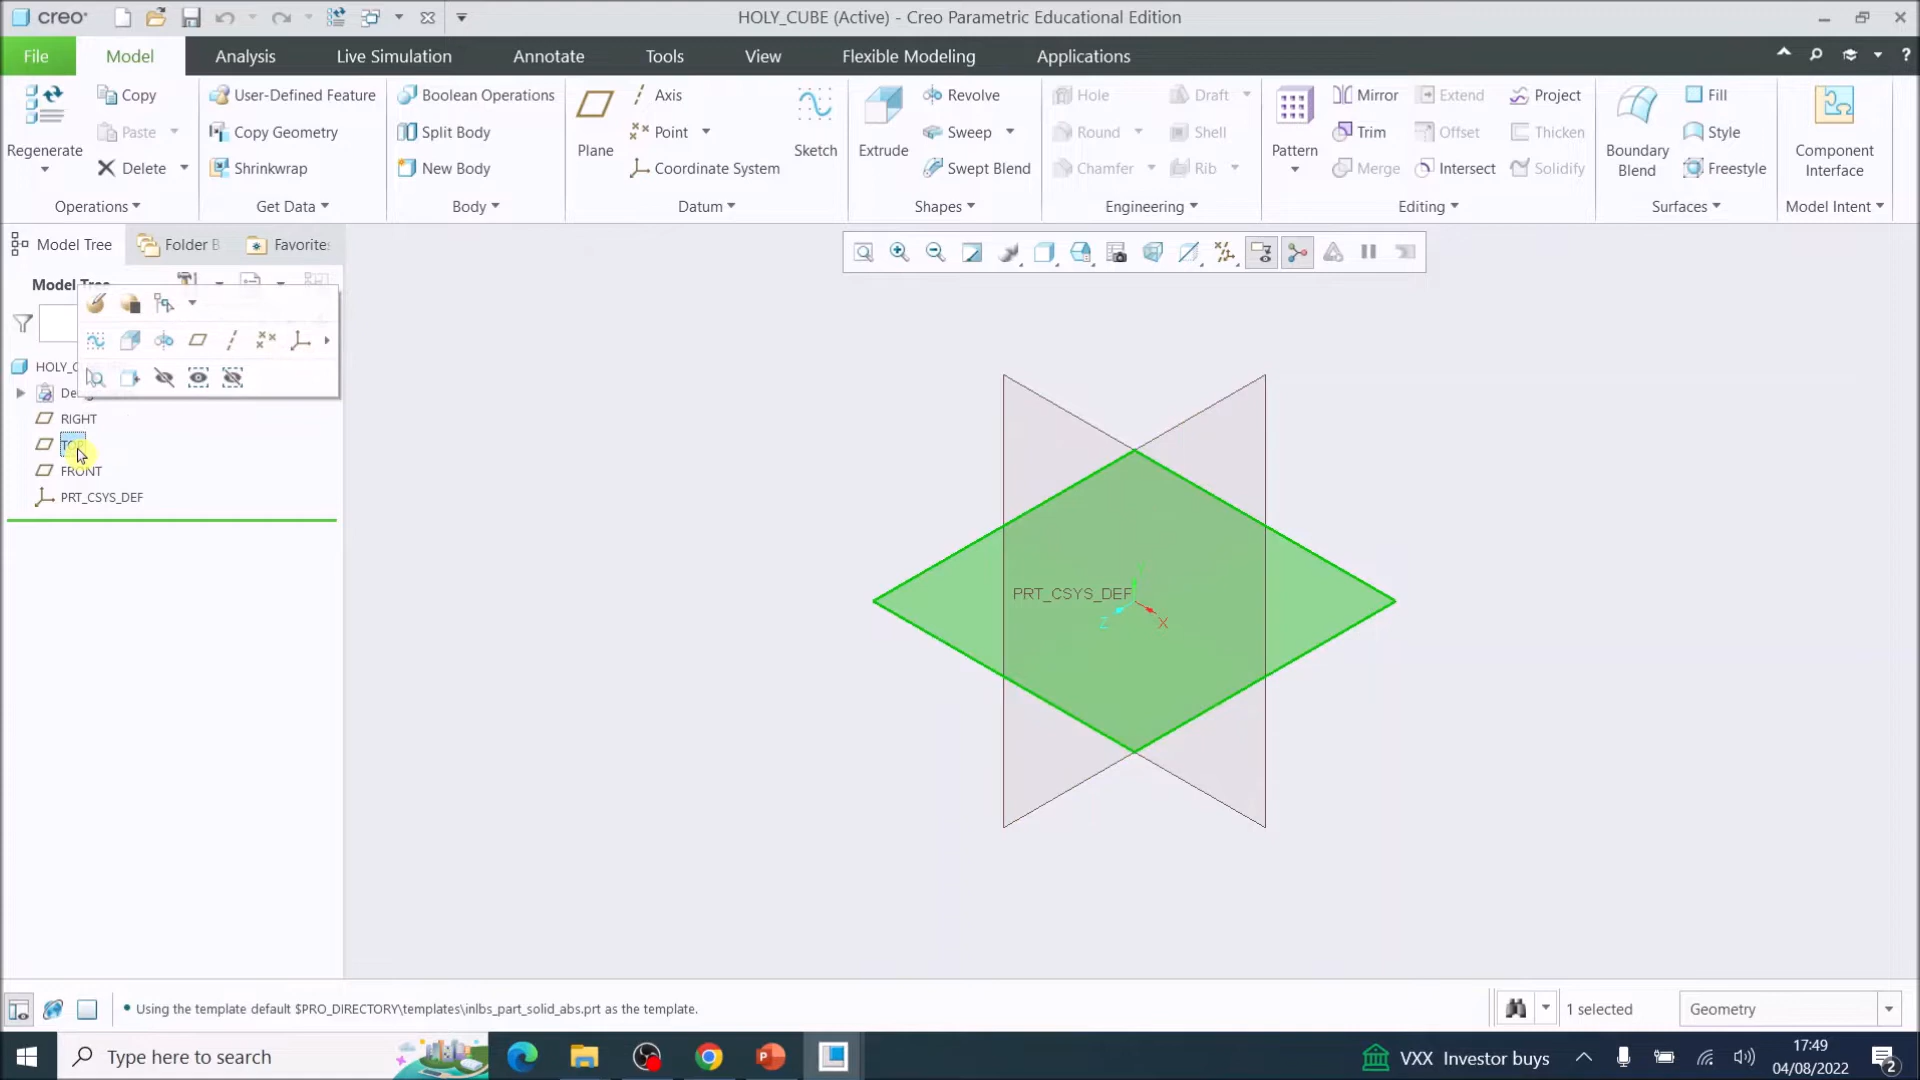 creo
HOLY_CUBE (Active) - Creo Parametric Educational Edition
File
Model
Analysis
Live Simulation
Annotate
Tools
View
Flexible Modeling
Applications
Regenerate
Copy
Paste
Delete
Operations
User-Defined Feature
Copy Geometry
Shrinkwrap
Get Data
Boolean Operations
Split Body
New Body
Body
Plane
Axis
Point
Coordinate System
Sketch
Datum
Extrude
Revolve
Sweep
Swept Blend
Shapes
Hole
Round
Chamfer
Draft
Shell
Rib
Engineering
Pattern
Mirror
Trim
Merge
Extend
Offset
Intersect
Project
Thicken
Solidify
Editing
Boundary
Blend
Fill
Style
Freestyle
Surfaces
Component
Interface
Model Intent
Model Tree
Folder B
Favorites
Model
HOLY_C
RIGHT
TOP
FRONT
PRT_CSYS_DEF
PRT_CSYS_DEF
Z
X
• Using the template default $PRO_DIRECTORY\templates\inlbs_part_solid_abs.prt as the template.
1 selected
Geometry
Type here to search
VXX Investor buys
17:49
04/08/2022
2